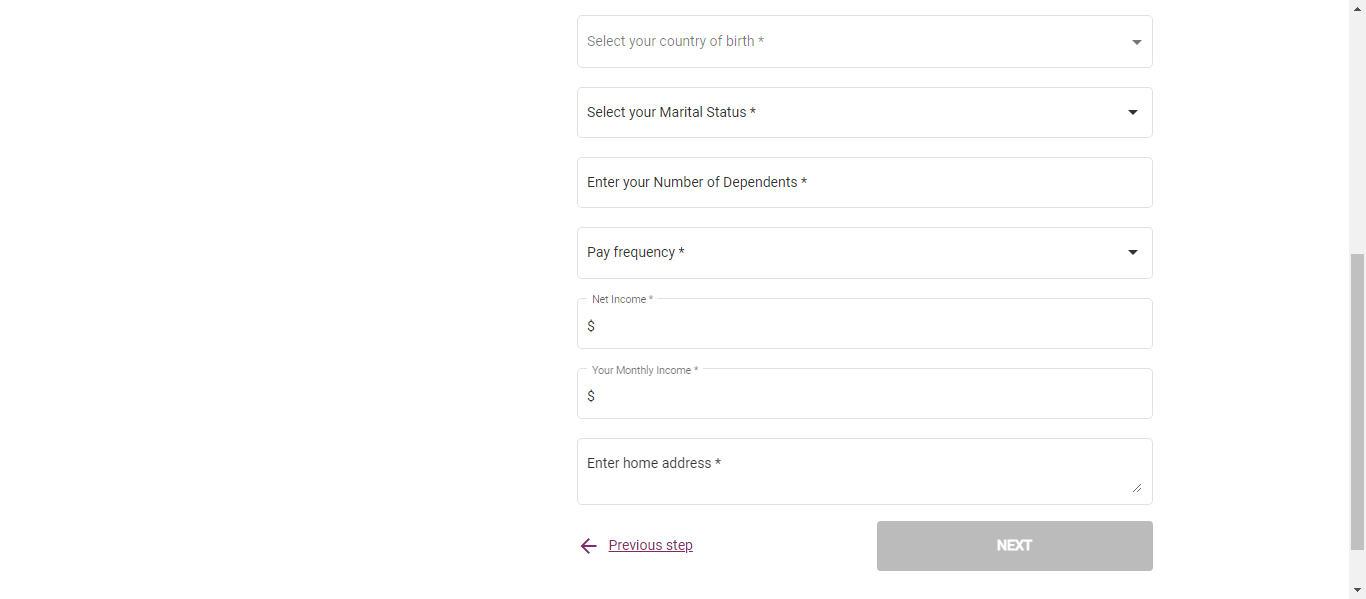 Select your country of birth *
Select your Marital Status *
Enter your Number of Dependents *
Pay frequency *
Net Income *
$
Your Monthly Income *
$
Enter home address *
Previous step
NEXT